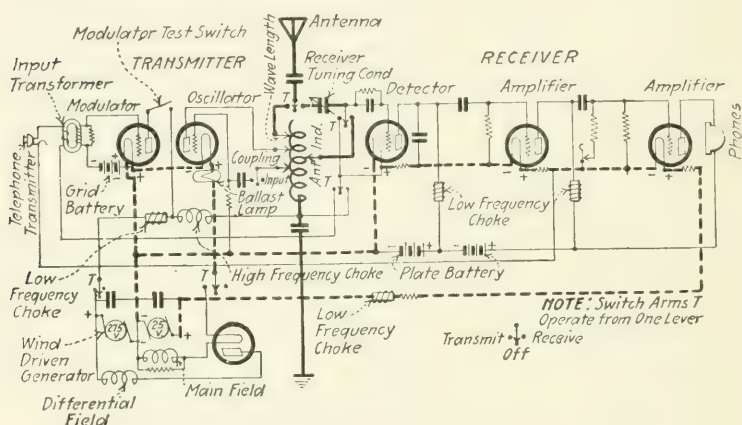 Antenna
Modulator Test Switch
TRANSMITTER
RECEIVER
Input
Transformer
Wave Length
Receiver
Tuning Cond
Modulator
Oscillator
T
T
Detector
Amplifier
Amplifier
Phones
Telephone
Transmitter
Coupling
Input
Ant. Ind.
T
Grid
Battery
Ballast
Lamp
Low Frequency
Choke
Low
Frequency
Choke
T
T
High Frequency Choke
Plate Battery
275
V
25
V
Wind
Driven
Generator
Low
Frequency
Choke
NOTE: Switch Arms T
Operate from One Lever
Transmit
Receive
Off
Main Field
Differential
Field